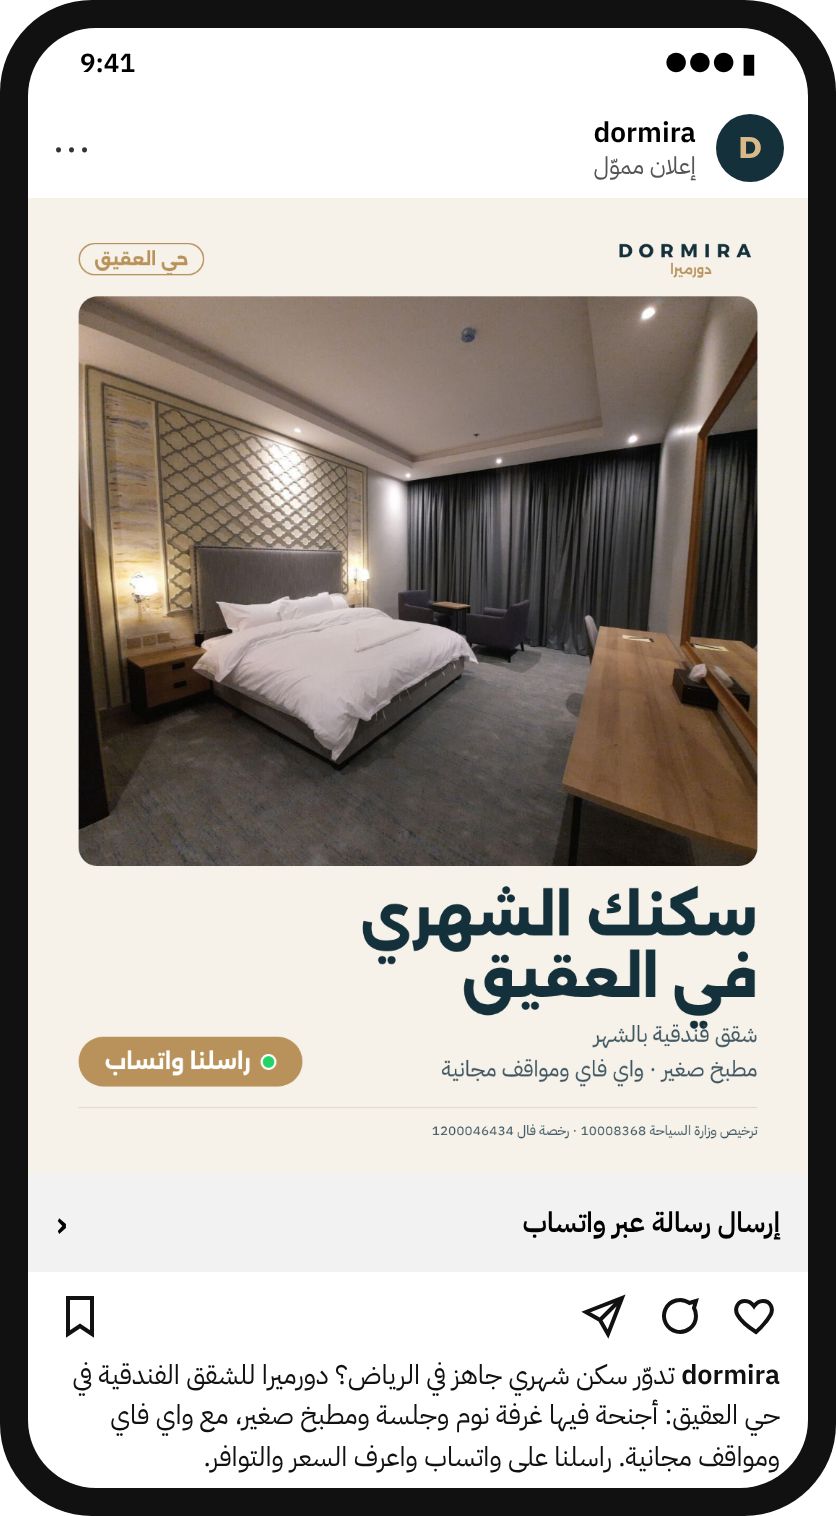 9:41
dormira
إعلان مموّل
D
DORMIRA
دورميرا
حي العقيق
سكنك الشهري
في العقيق
شقق فندقية بالشهر
مطبخ صغير · واي فاي ومواقف مجانية
راسلنا واتساب
ترخيص وزارة السياحة 10008368 · رخصة فال 1200046434
إرسال رسالة عبر واتساب
dormira تدوّر سكن شهري جاهز في الرياض؟ دورميرا للشقق الفندقية في
حي العقيق: أجنحة فيها غرفة نوم وجلسة ومطبخ صغير، مع واي فاي
ومواقف مجانية. راسلنا على واتساب واعرف السعر والتوافر.